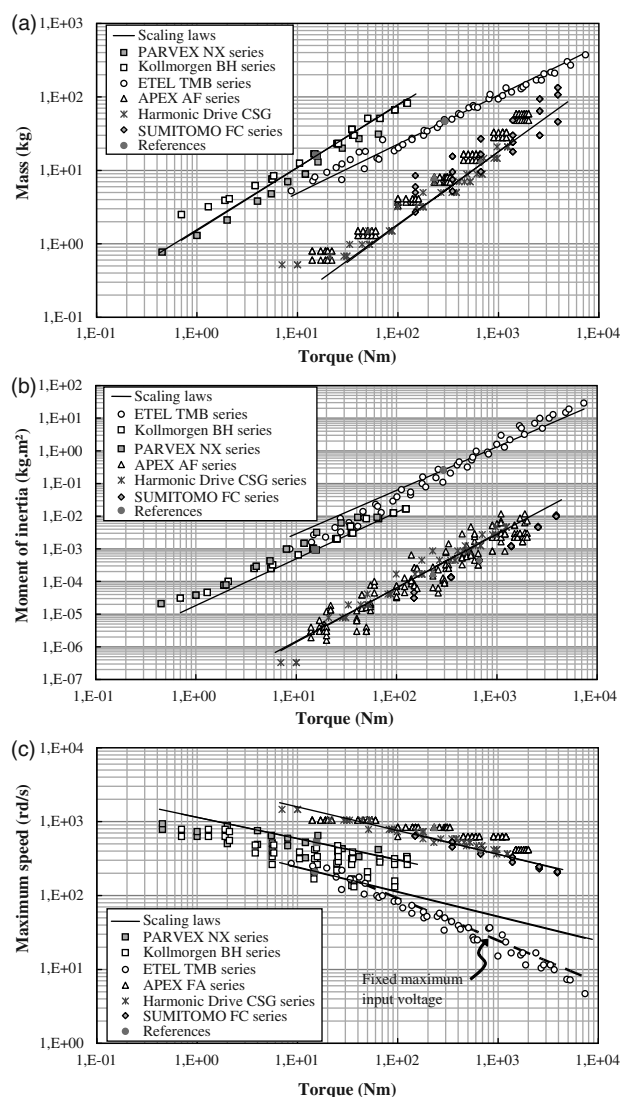 (a)
1,E+03
1,E+02
1,E+01
1,E+00
1,E-01
Mass (kg)
Scaling laws
PARVEX NX series
Kollmorgen BH series
ETEL TMB series
APEX AF series
Harmonic Drive CSG
SUMITOMO FC series
References
1,E-01 1,E+00 1,E+01 1,E+02 1,E+03 1,E+04
Torque (Nm)
(b)
1,E+02
1,E+01
1,E+00
1,E-01
1,E-02
1,E-03
1,E-04
1,E-05
1,E-06
1,E-07
Moment of inertia (kg.m²)
Scaling laws
ETEL TMB series
Kollmorgen BH series
PARVEX NX series
APEX AF series
Harmonic Drive CSG series
SUMITOMO FC series
References
1,E-01 1,E+00 1,E+01 1,E+02 1,E+03 1,E+04
Torque (Nm)
(c)
1,E+04
1,E+03
1,E+02
1,E+01
1,E+00
Maximum speed (rd/s)
Scaling laws
PARVEX NX series
Kollmorgen BH series
ETEL TMB series
APEX FA series
Harmonic Drive CSG series
SUMITOMO FC series
References
Fixed maximum
input voltage
1,E-01 1,E+00 1,E+01 1,E+02 1,E+03 1,E+04
Torque (Nm)